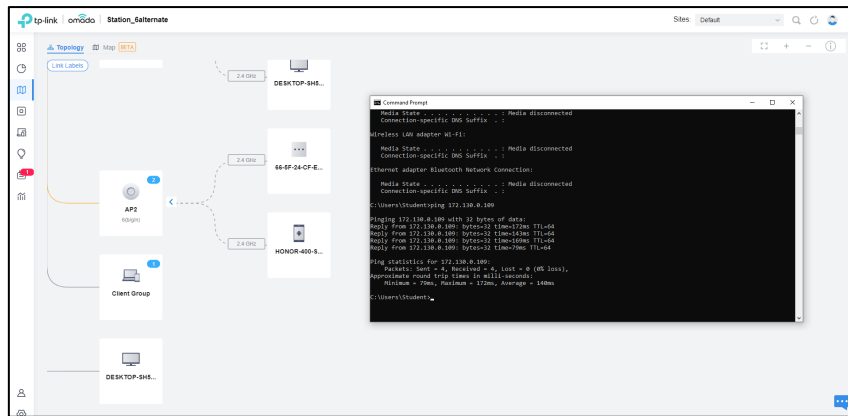 tp-link | omada Station_6alternate
Sites: Default
Topology Map BETA
Link Labels
2.4 GHz
DESKTOP-SH5...
2.4 GHz
66-5F-24-CF-E...
2
AP2
2.4 GHz
HONOR-400-S...
1
Client Group
DESKTOP-SH5...
1
Command Prompt
Media State . . . . . . . . . . . : Media disconnected
Connection-specific DNS Suffix . :
Wireless LAN adapter Wi-Fi:
Media State . . . . . . . . . . . : Media disconnected
Connection-specific DNS Suffix . :
Ethernet adapter Bluetooth Network Connection:
Media State . . . . . . . . . . . : Media disconnected
Connection-specific DNS Suffix . :
C:\Users\Student>ping 172.130.0.109
Pinging 172.130.0.109 with 32 bytes of data:
Reply from 172.130.0.109: bytes=32 time=172ms TTL=64
Reply from 172.130.0.109: bytes=32 time=143ms TTL=64
Reply from 172.130.0.109: bytes=32 time=169ms TTL=64
Reply from 172.130.0.109: bytes=32 time=79ms TTL=64
Ping statistics for 172.130.0.109:
Packets: Sent = 4, Received = 4, Lost = 0 (0% loss),
Approximate round trip times in milli-seconds:
Minimum = 79ms, Maximum = 172ms, Average = 140ms
C:\Users\Student>